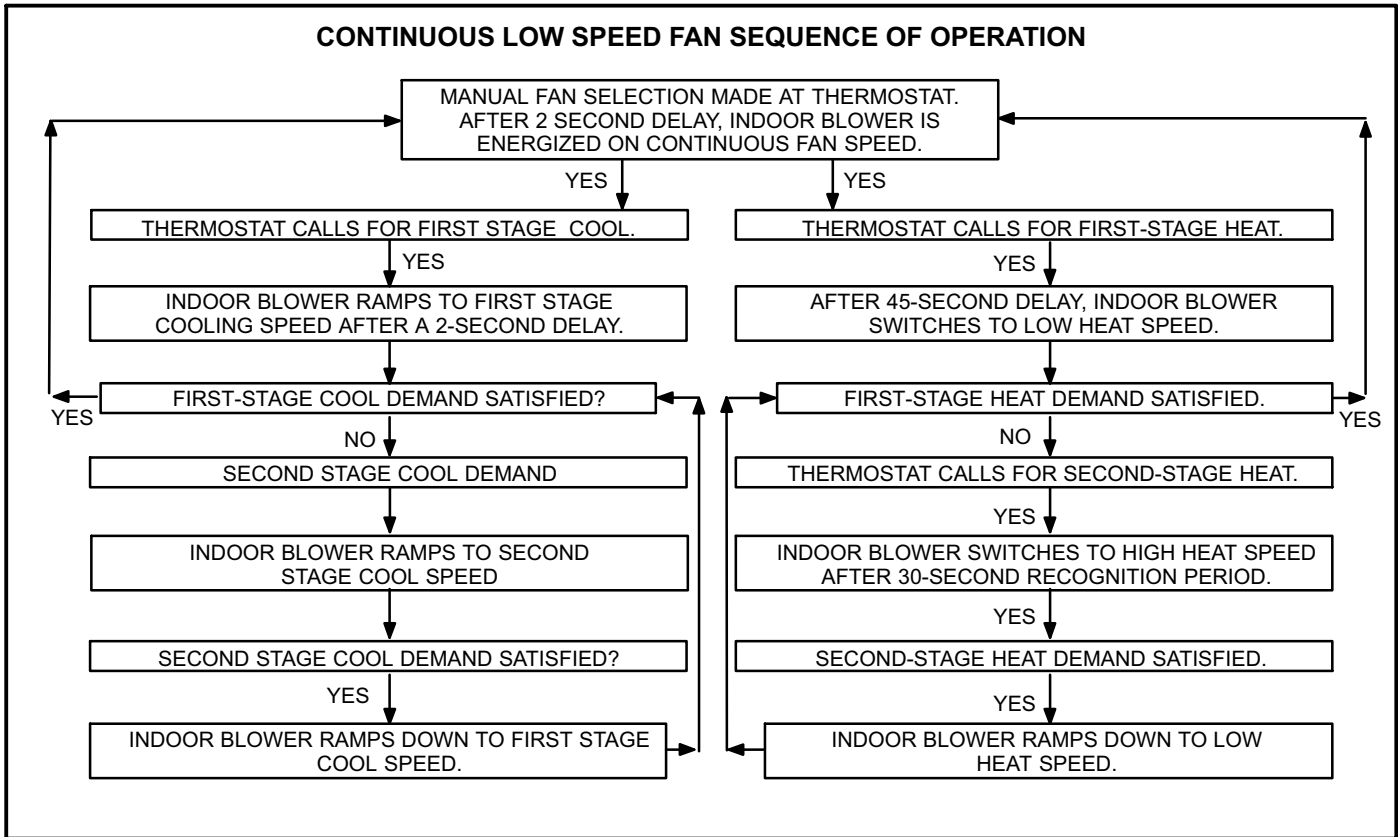 CONTINUOUS LOW SPEED FAN SEQUENCE OF OPERATION
MANUAL FAN SELECTION MADE AT THERMOSTAT.
AFTER 2 SECOND DELAY, INDOOR BLOWER IS
ENERGIZED ON CONTINUOUS FAN SPEED.
YES
YES
THERMOSTAT CALLS FOR FIRST STAGE COOL.
YES
INDOOR BLOWER RAMPS TO FIRST STAGE
COOLING SPEED AFTER A 2-SECOND DELAY.
FIRST-STAGE COOL DEMAND SATISFIED?
YES
NO
SECOND STAGE COOL DEMAND
INDOOR BLOWER RAMPS TO SECOND
STAGE COOL SPEED
SECOND STAGE COOL DEMAND SATISFIED?
YES
INDOOR BLOWER RAMPS DOWN TO FIRST STAGE
COOL SPEED.
THERMOSTAT CALLS FOR FIRST-STAGE HEAT.
YES
AFTER 45-SECOND DELAY, INDOOR BLOWER
SWITCHES TO LOW HEAT SPEED.
FIRST-STAGE HEAT DEMAND SATISFIED.
YES
NO
THERMOSTAT CALLS FOR SECOND-STAGE HEAT.
YES
INDOOR BLOWER SWITCHES TO HIGH HEAT SPEED
AFTER 30-SECOND RECOGNITION PERIOD.
YES
SECOND-STAGE HEAT DEMAND SATISFIED.
YES
INDOOR BLOWER RAMPS DOWN TO LOW
HEAT SPEED.